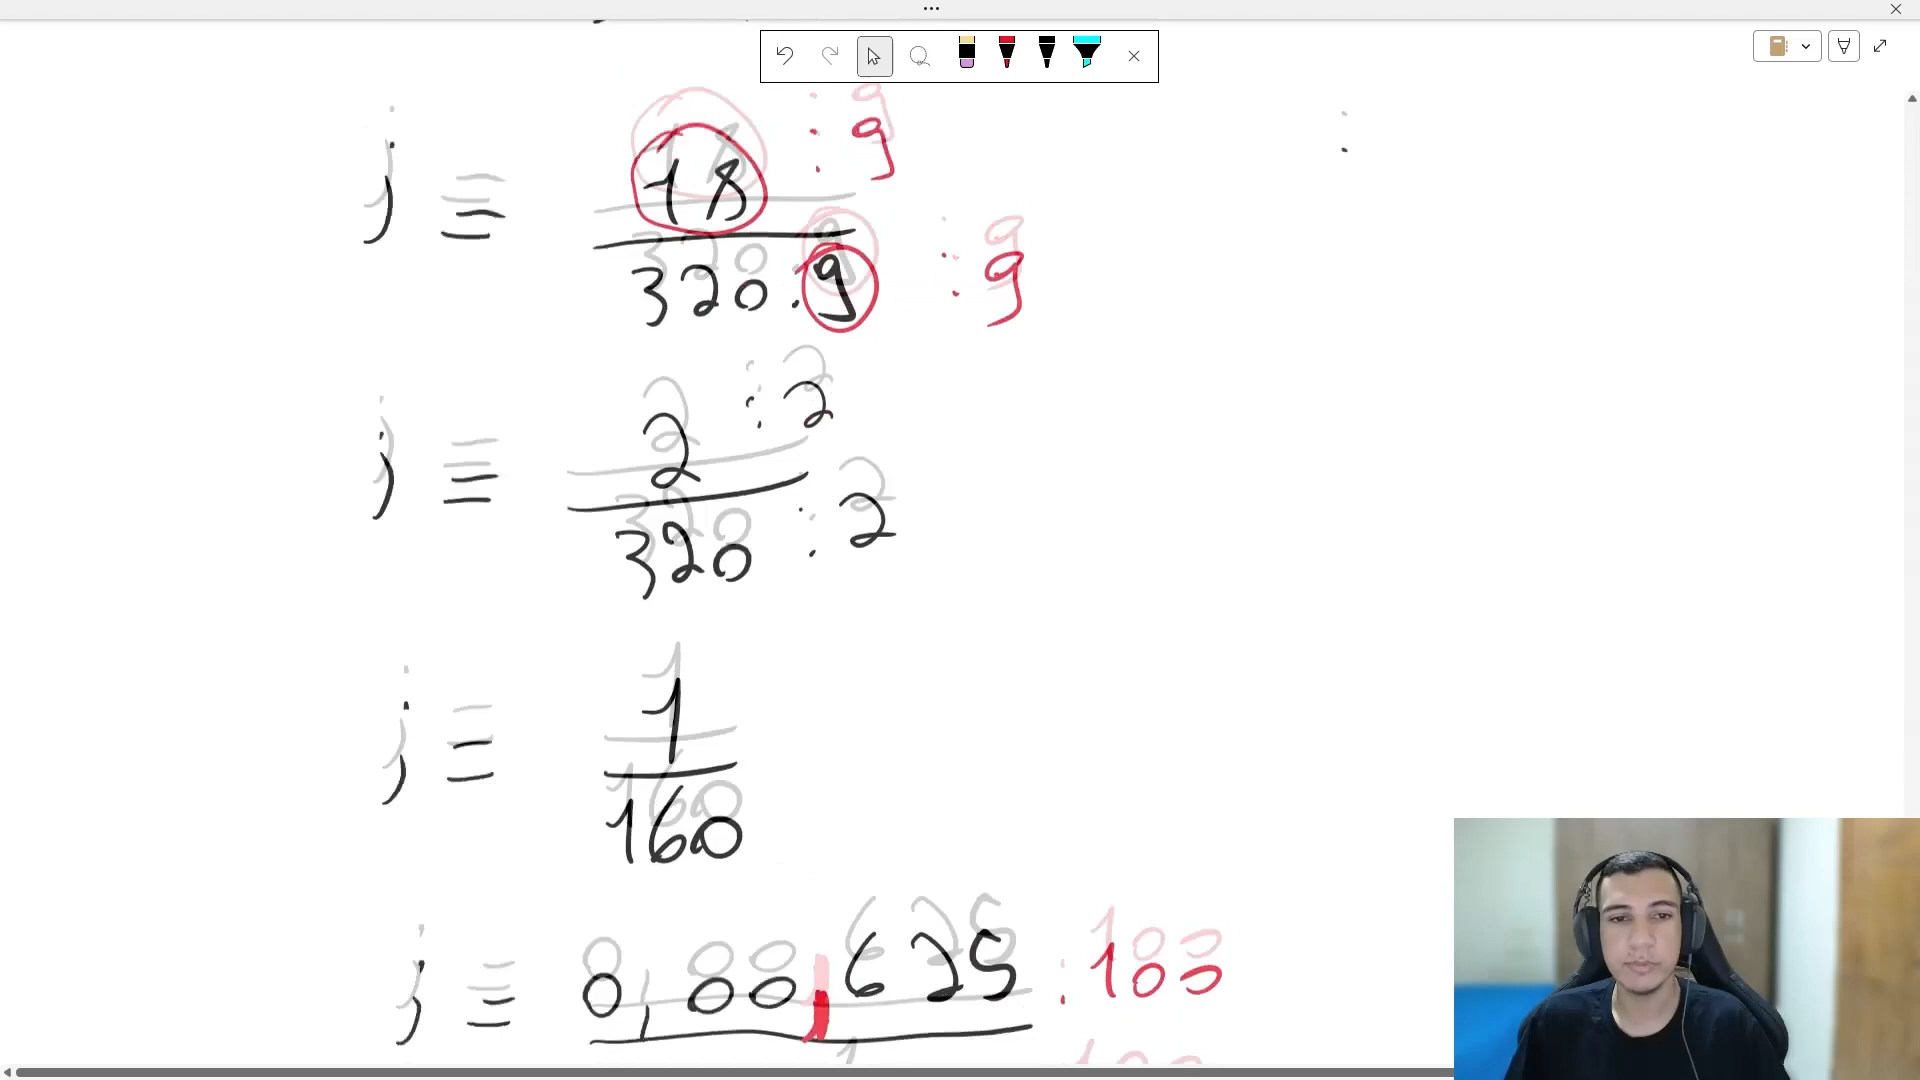 j = 18 : 9
320 . 9 : 9
j = 2 : 2
320 : 2
j = 1
160
j = 0,00,625 : 100